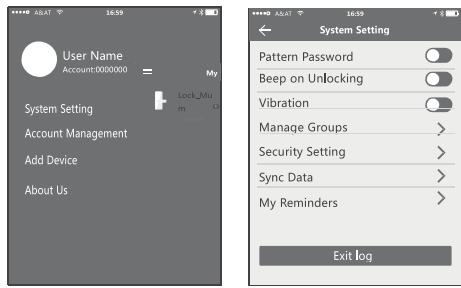 A&AT 16:59
User Name
Account:0000000
My
Lock_Mu
m
System Setting
Account Management
Add Device
About Us
A&AT 16:59
System Setting
Pattern Password
Beep on Unlocking
Vibration
Manage Groups
Security Setting
Sync Data
My Reminders
Exit log